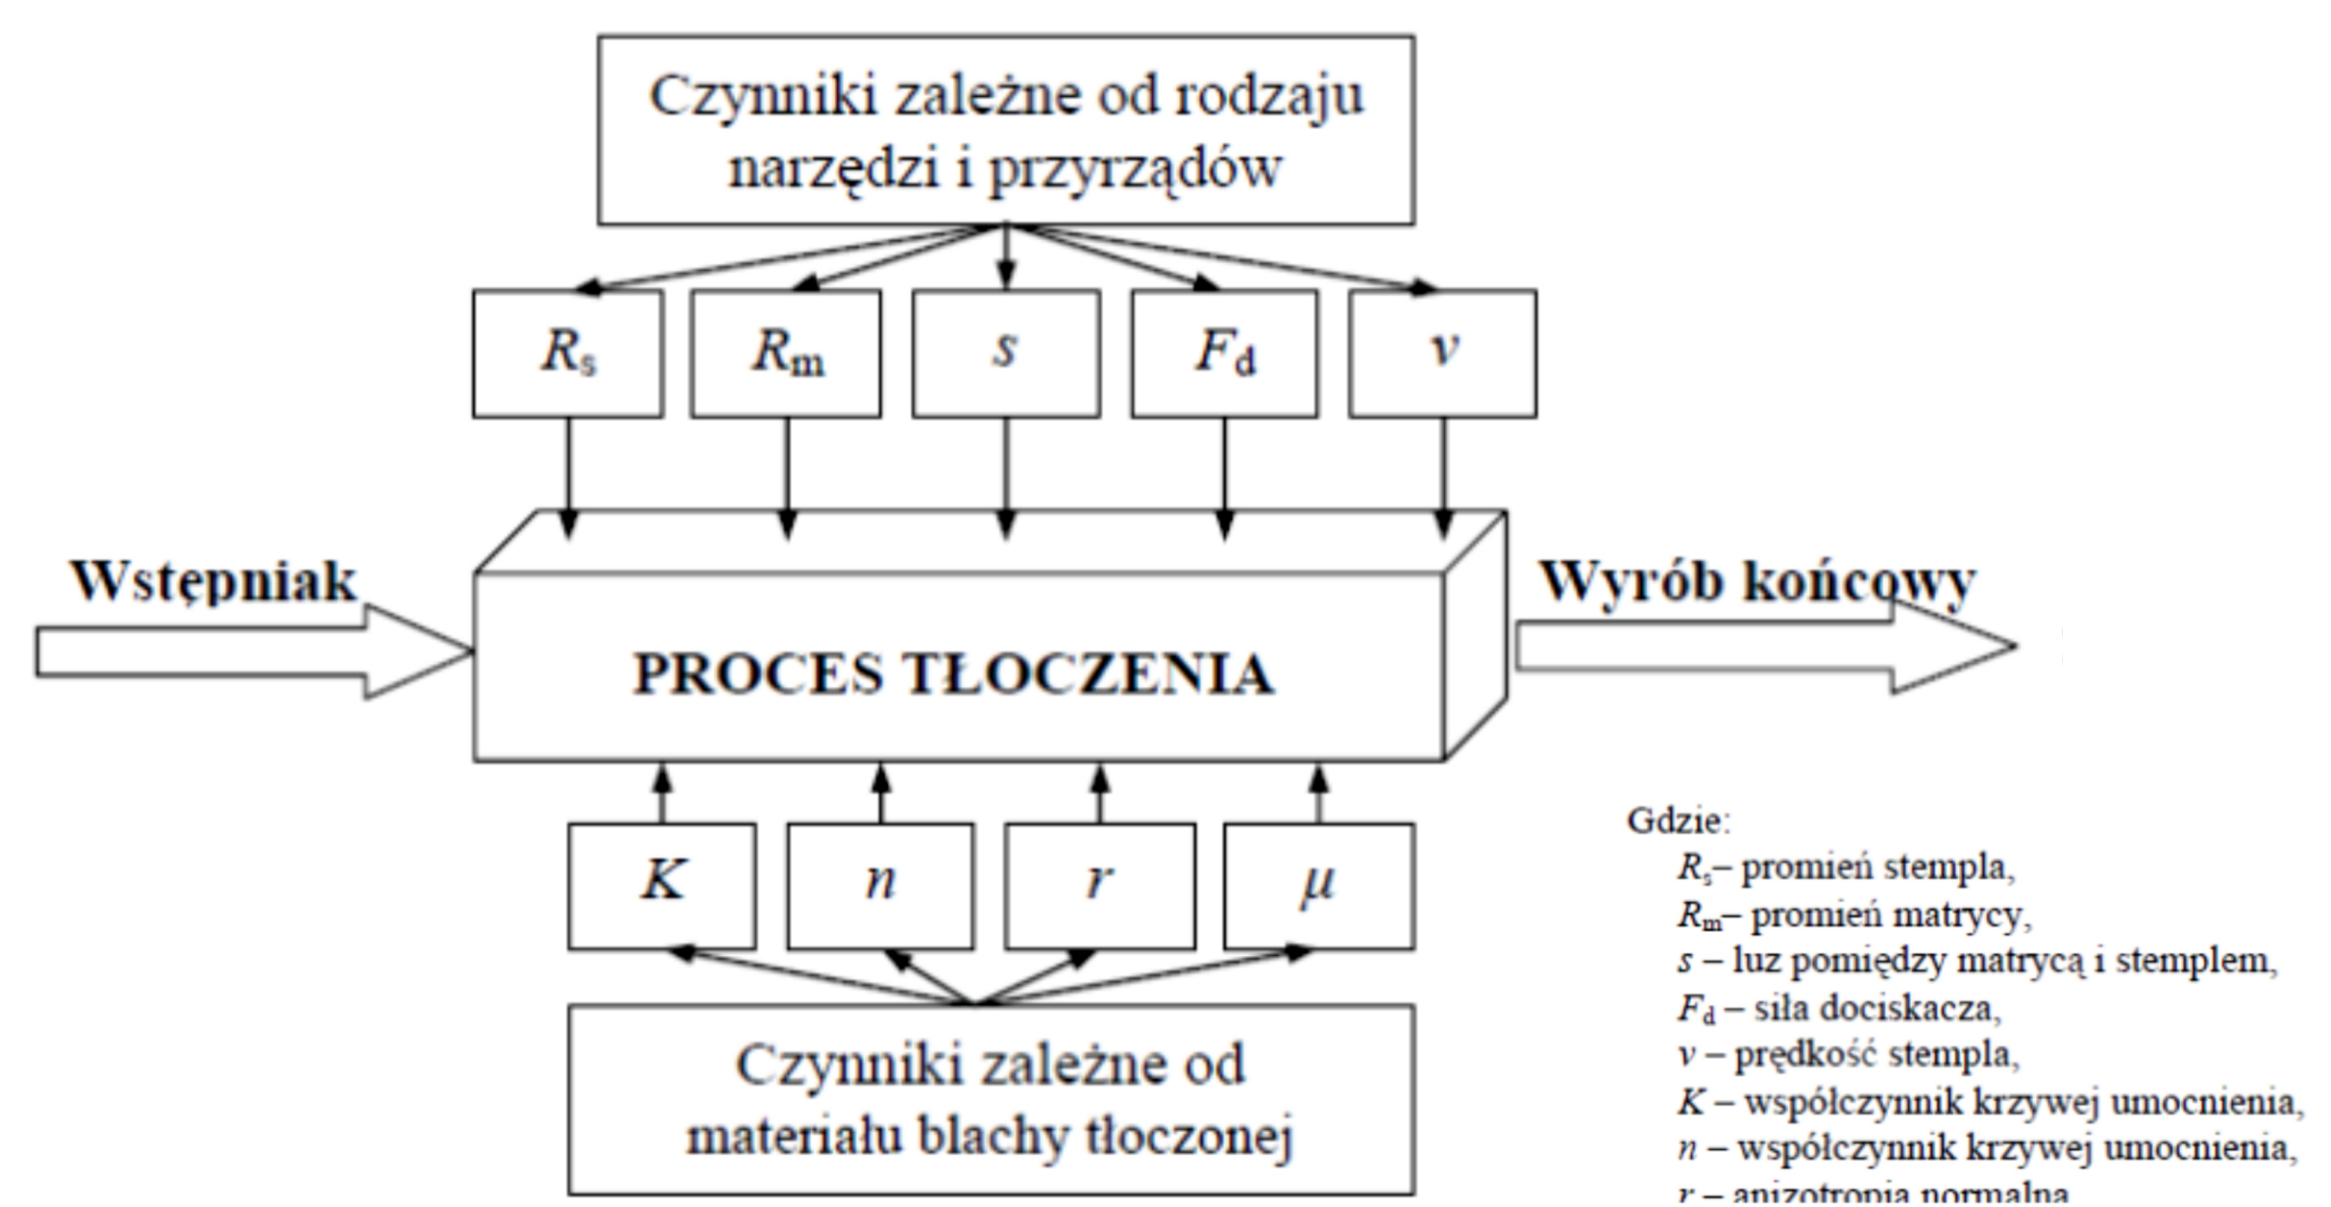 Czynniki zależne od rodzaju
narzędzi i przyrządów
Rs
Rm
s
Fd
v
Wstępniak
Wyrób końcowy
PROCES TŁOCZENIA
K
n
r
μ
Czynniki zależne od
materiału blachy tłoczonej
Gdzie:
Rs– promień stempla,
Rm– promień matrycy,
s – luz pomiędzy matrycą i stemplem,
Fd – siła dociskacza,
v – prędkość stempla,
K – współczynnik krzywej umocnienia,
n – współczynnik krzywej umocnienia,
r – anizotropia normalna